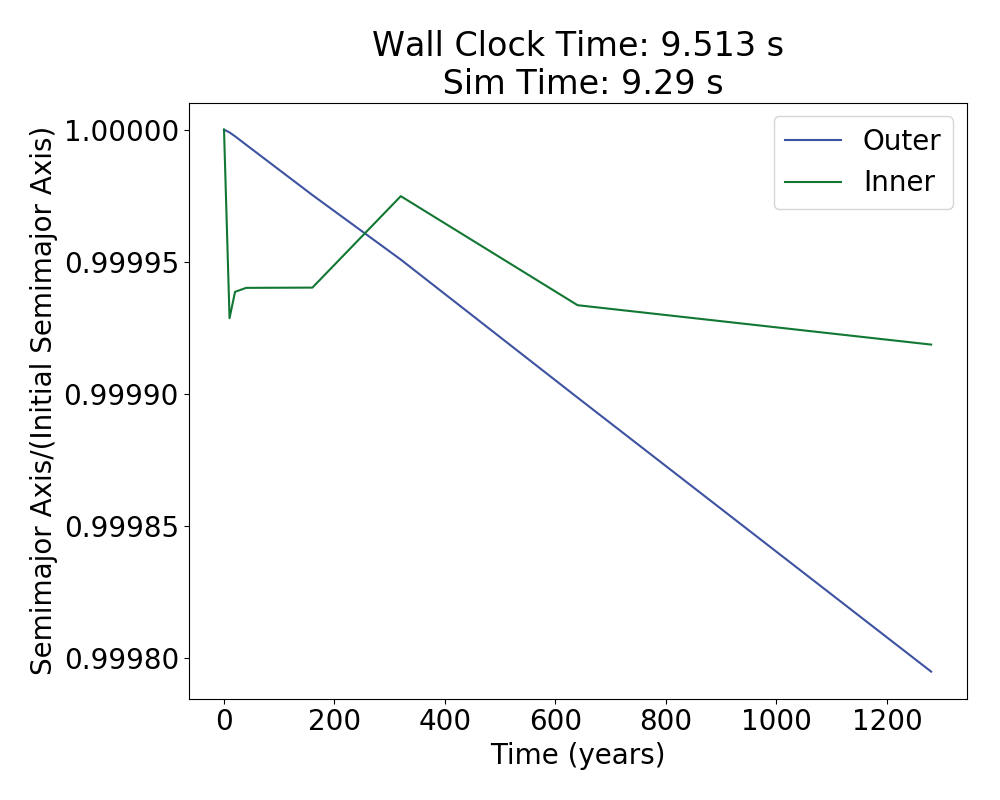 Wall Clock Time: 9.513 s
Sim Time: 9.29 s
Outer
Inner
Semimajor Axis/(Initial Semimajor Axis)
1.00000
0.99995
0.99990
0.99985
0.99980
0 200 400 600 800 1000 1200
Time (years)